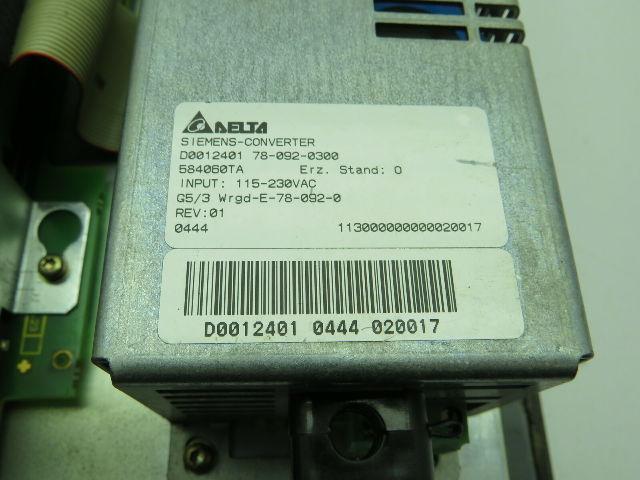 DELTA
SIEMENS-CONVERTER
D0012401 78-092-0300
584060TA Erz. Stand: 0
INPUT: 115-230VAC
G5/3 Wrgd-E-78-092-0
REV:01
0444 113000000000020017
D0012401 0444 020017